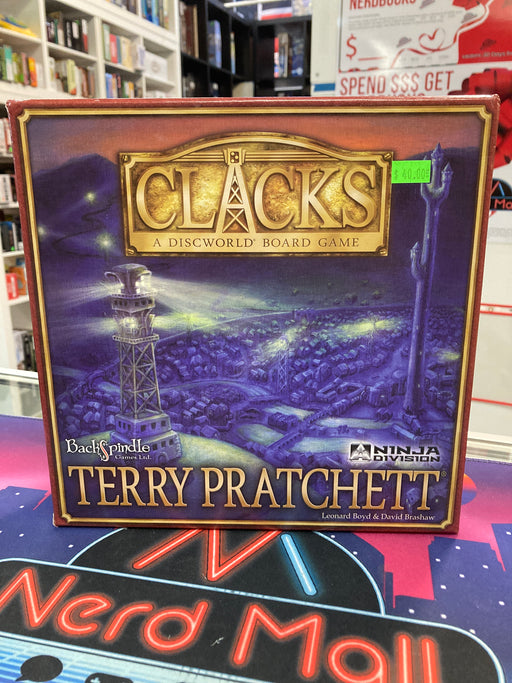 NERDBUCKS
$
SPEND $$$ GET
CLACKS
A DISCWORLD® BOARD GAME
$ 40.00
BackSpindle
Games Ltd.
NINJA
DIVISION
TERRY PRATCHETT®
Leonard Boyd & David Brashaw
Nerd Mall